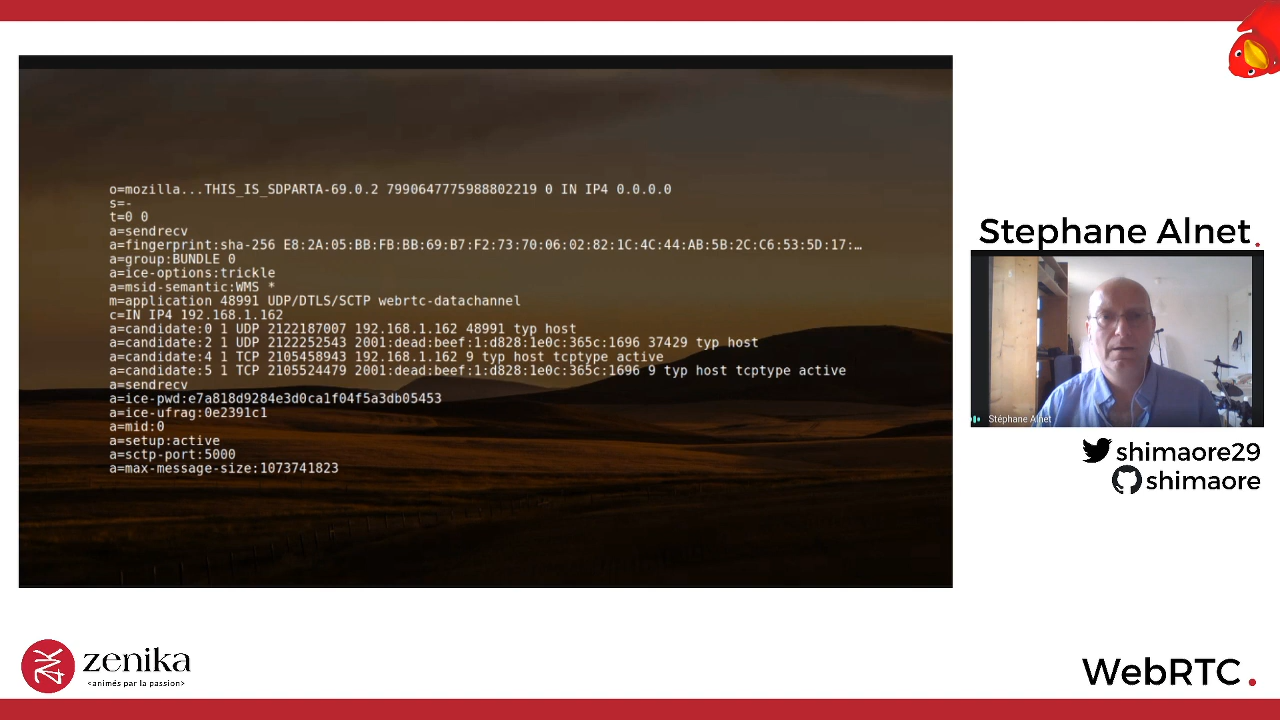 o=mozilla...THIS_IS_SDPARTA-69.0.2 7990647775988802219 0 IN IP4 0.0.0.0
s=-
t=0 0
a=sendrecv
a=fingerprint:sha-256 E8:2A:05:BB:FB:BB:69:B7:F2:73:70:06:02:82:1C:4C:44:AB:5B:2C:C6:53:5D:17:…
a=group:BUNDLE 0
a=ice-options:trickle
a=msid-semantic:WMS *
m=application 48991 UDP/DTLS/SCTP webrtc-datachannel
c=IN IP4 192.168.1.162
a=candidate:0 1 UDP 2122187007 192.168.1.162 48991 typ host
a=candidate:2 1 UDP 2122252543 2001:dead:beef:1:d828:1e0c:365c:1696 37429 typ host
a=candidate:4 1 TCP 2105458943 192.168.1.162 9 typ host tcptype active
a=candidate:5 1 TCP 2105524479 2001:dead:beef:1:d828:1e0c:365c:1696 9 typ host tcptype active
a=sendrecv
a=ice-pwd:e7a818d9284e3d0ca1f04f5a3db05453
a=ice-ufrag:0e2391c1
a=mid:0
a=setup:active
a=sctp-port:5000
a=max-message-size:1073741823
Stephane Alnet.
Stéphane Alnet
shimaore29
shimaore
zenika
<animés par la passion>
WebRTC.